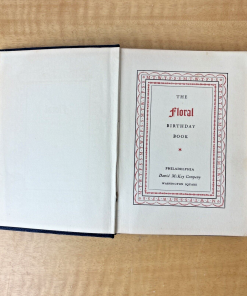 THE
Floral
BIRTHDAY
BOOK
PHILADELPHIA
David McKay Company
WASHINGTON SQUARE